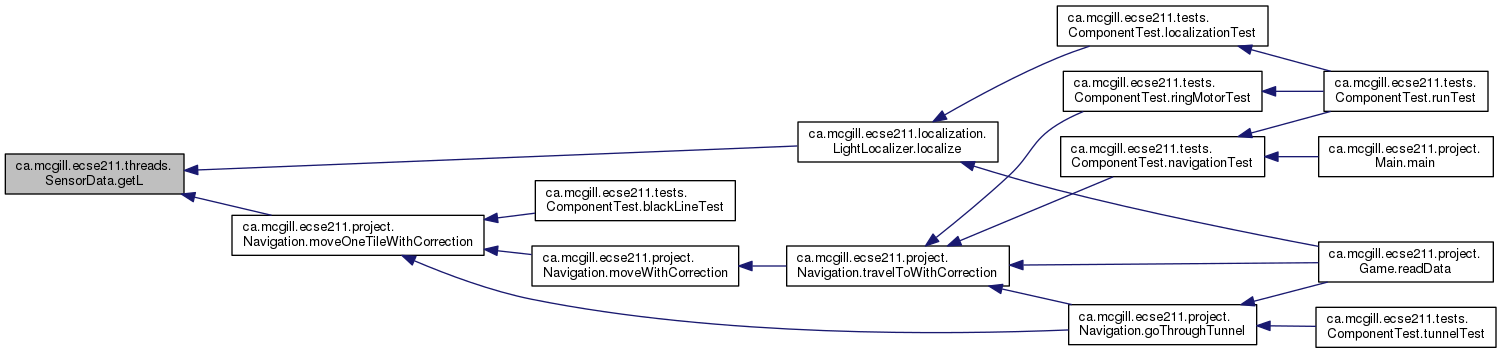 ca.mcgill.ecse211.threads.
SensorData.getL
ca.mcgill.ecse211.project.
Navigation.moveOneTileWithCorrection
ca.mcgill.ecse211.tests.
ComponentTest.blackLineTest
ca.mcgill.ecse211.project.
Navigation.moveWithCorrection
ca.mcgill.ecse211.localization.
LightLocalizer.localize
ca.mcgill.ecse211.project.
Navigation.travelToWithCorrection
ca.mcgill.ecse211.tests.
ComponentTest.localizationTest
ca.mcgill.ecse211.tests.
ComponentTest.ringMotorTest
ca.mcgill.ecse211.tests.
ComponentTest.navigationTest
ca.mcgill.ecse211.project.
Navigation.goThroughTunnel
ca.mcgill.ecse211.tests.
ComponentTest.runTest
ca.mcgill.ecse211.project.
Main.main
ca.mcgill.ecse211.project.
Game.readData
ca.mcgill.ecse211.tests.
ComponentTest.tunnelTest